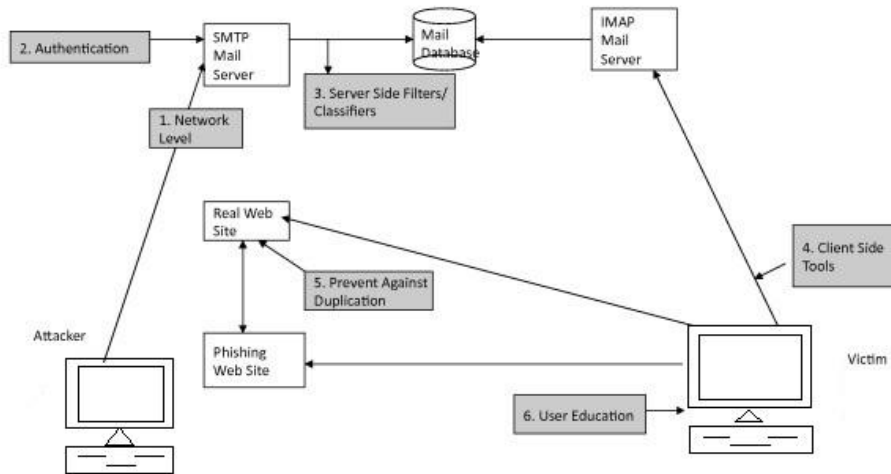 2. Authentication
SMTP
Mail
Server
Mail
Database
IMAP
Mail
Server
3. Server Side Filters/
Classifiers
1. Network
Level
Real Web
Site
4. Client Side
Tools
5. Prevent Against
Duplication
Attacker
Phishing
Web Site
Victim
6. User Education